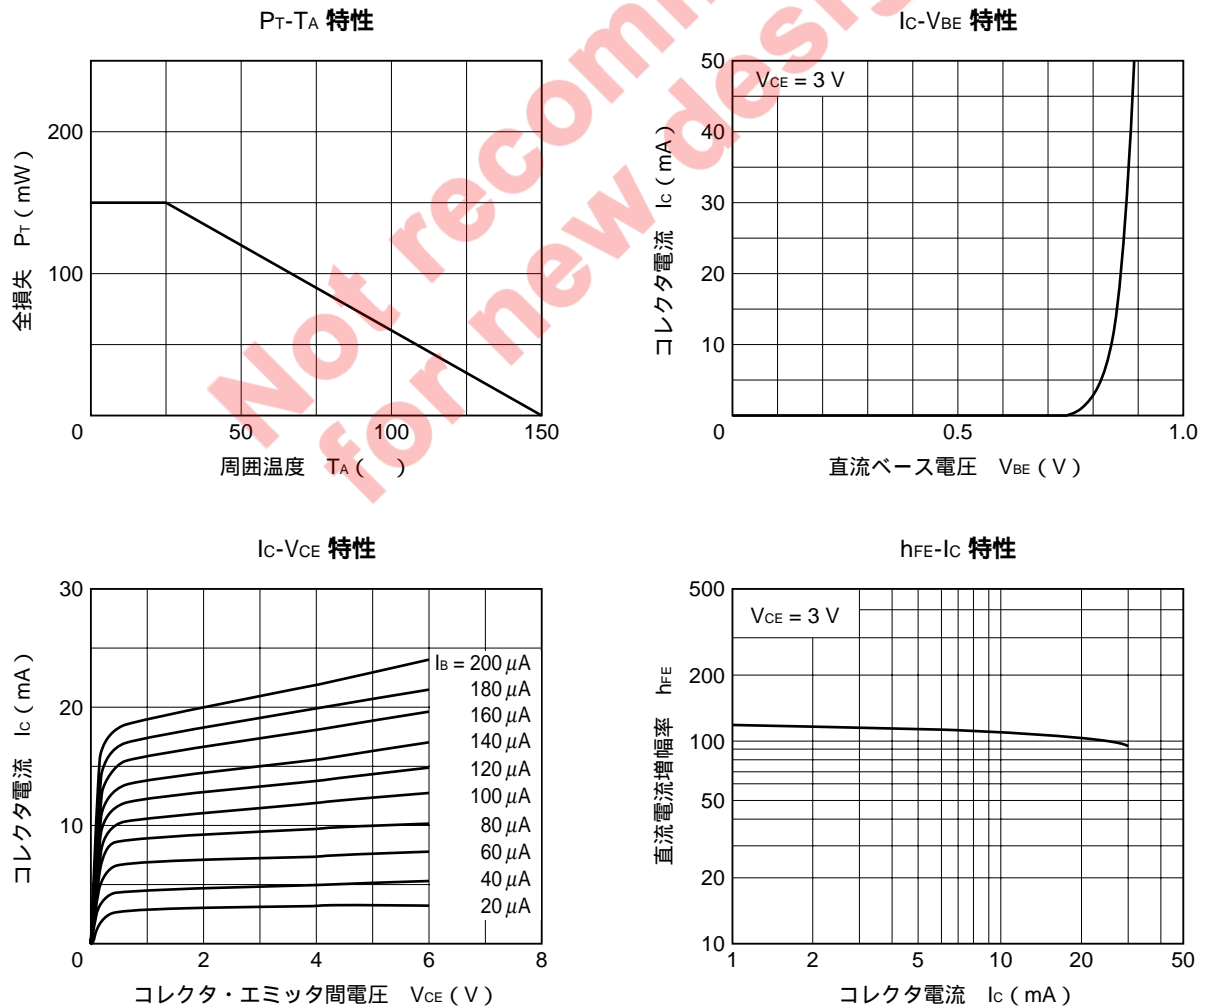 Not recomm
for new desig
PT-TA 特性
200
100
0
50
100
150
全損失 PT（mW）
周囲温度 TA（ ）
IC-VBE 特性
VCE = 3 V
50
40
30
20
10
0
0.5
1.0
コレクタ電流 IC（mA）
直流ベース電圧 VBE（V）
IC-VCE 特性
30
20
10
0
2
4
6
8
IB = 200 μA
180 μA
160 μA
140 μA
120 μA
100 μA
80 μA
60 μA
40 μA
20 μA
コレクタ電流 IC（mA）
コレクタ・エミッタ間電圧 VCE（V）
hFE-IC 特性
VCE = 3 V
500
200
100
50
20
10
1
2
5
10
20
50
直流電流増幅率 hFE
コレクタ電流 IC（mA）